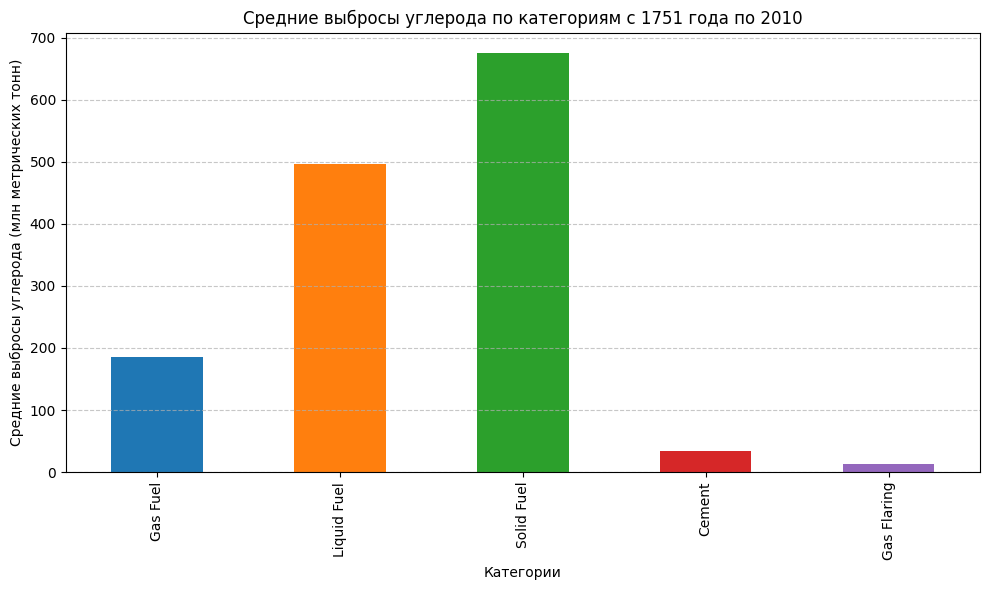 Средние выбросы углерода по категориям с 1751 года по 2010
Средние выбросы углерода (млн метрических тонн)
700
600
500
400
300
200
100
0
Gas Fuel
Liquid Fuel
Solid Fuel
Cement
Gas Flaring
Категории